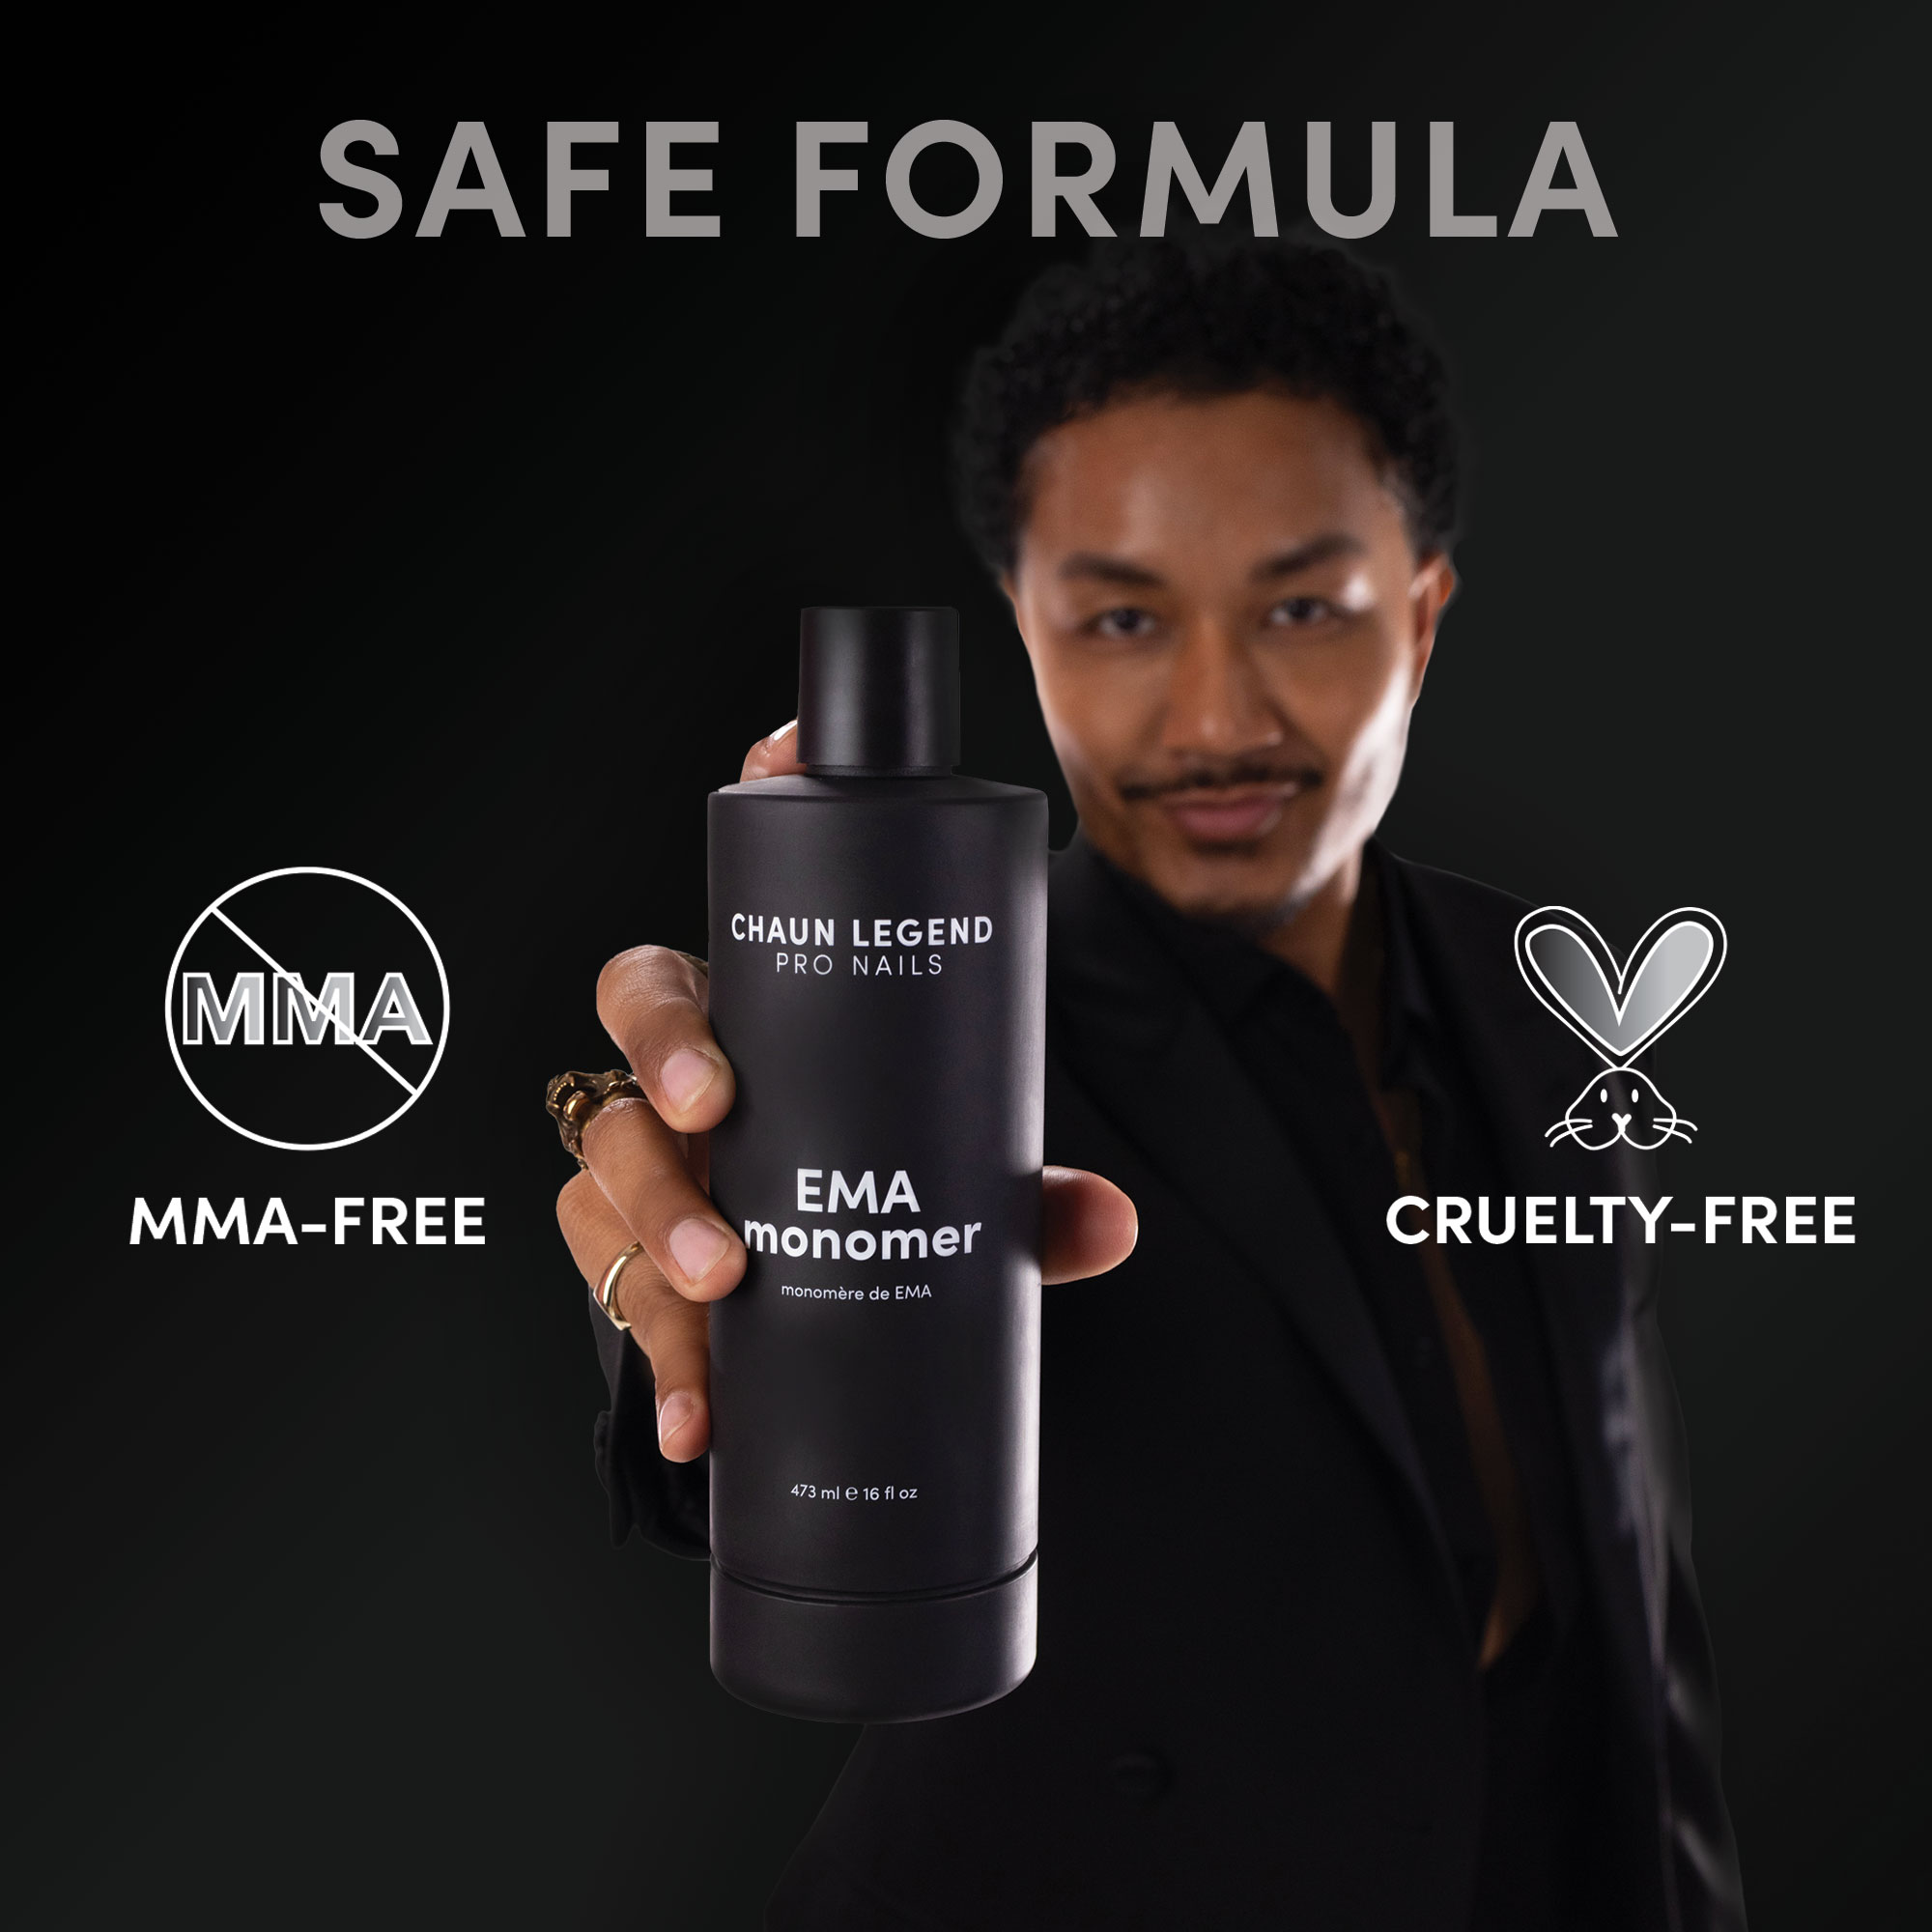 SAFE FORMULA
CHAUN LEGEND
PRO NAILS
MMA
MMA-FREE
EMA
monomer
monomère de EMA
CRUELTY-FREE
473 ml ℮ 16 fl oz